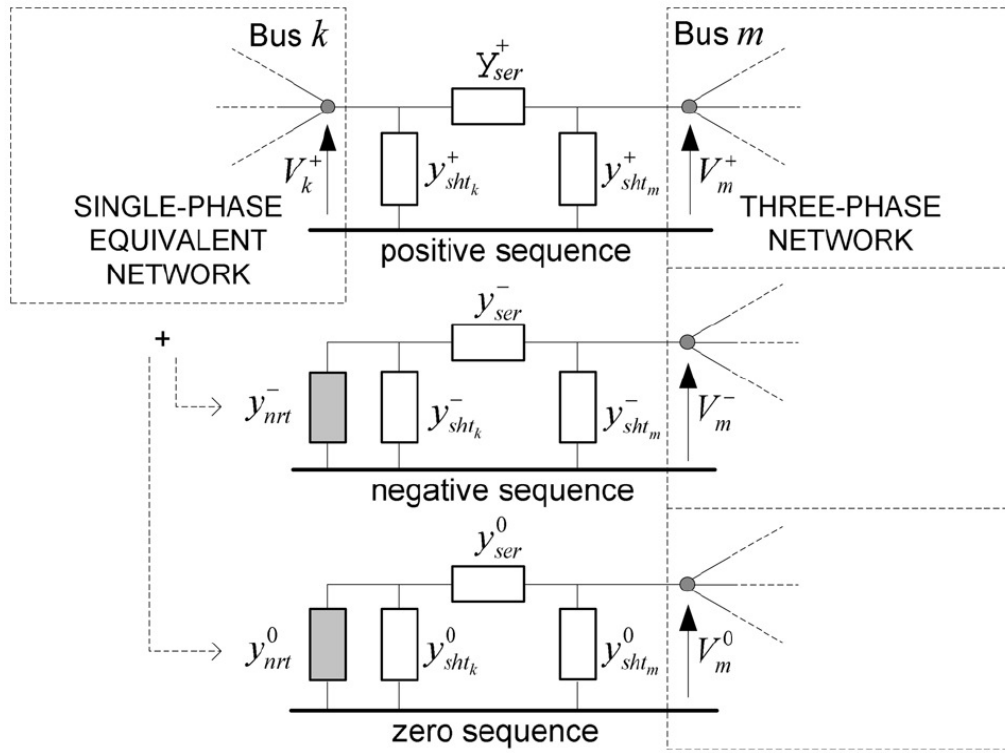 Bus k
Y+ser
Bus m
V+k
y+shtk
y+shtm
V+m
SINGLE-PHASE
EQUIVALENT
NETWORK
THREE-PHASE
NETWORK
positive sequence
+
y−ser
y−nrt
y−shtk
y−shtm
V−m
negative sequence
y0ser
y0nrt
y0shtk
y0shtm
V0m
zero sequence